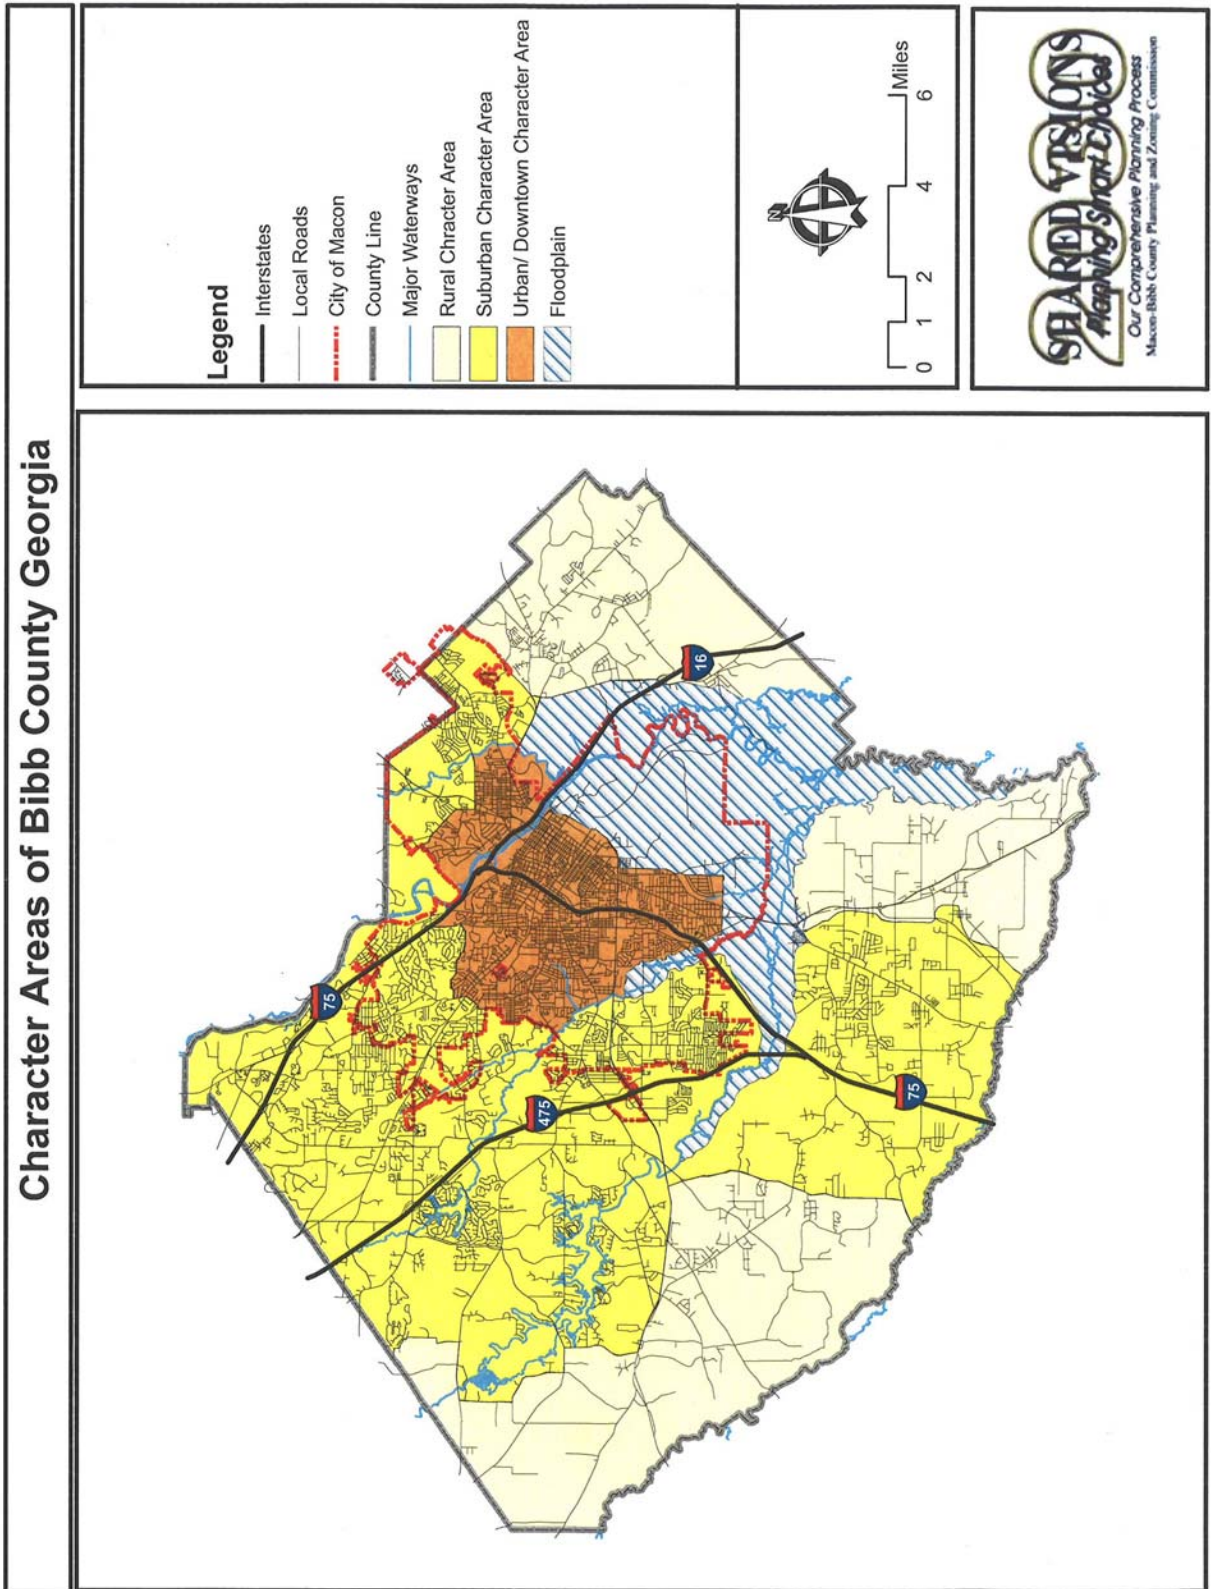 Character Areas of Bibb County Georgia
Legend
Interstates
Local Roads
City of Macon
County Line
Major Waterways
Rural Chracter Area
Suburban Character Area
Urban/ Downtown Character Area
Floodplain
N
0 1 2 4 6
Miles
2030
SHARED VISIONS
Planning Smart Choices
Our Comprehensive Planning Process
Macon-Bibb County Planning and Zoning Commission
75
16
475
75